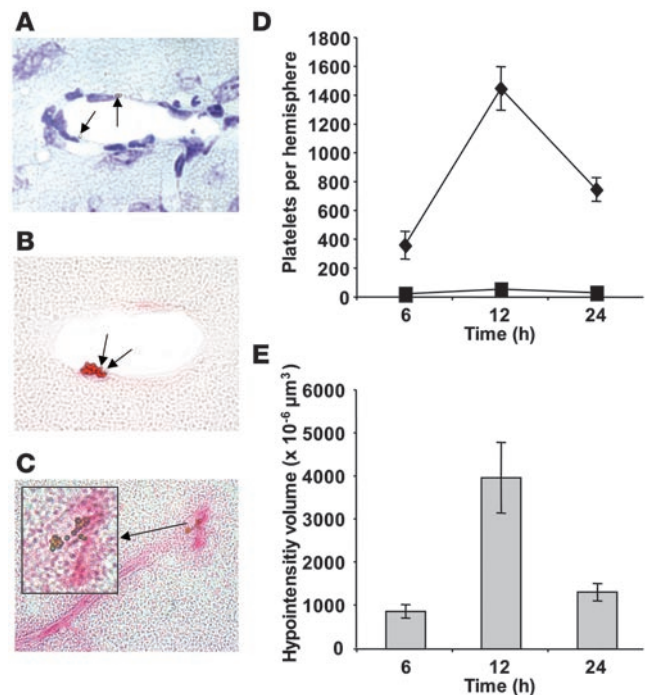 A
B
C
D
Platelets per hemisphere
1800
1600
1400
1200
1000
800
600
400
200
0
6
12
24
Time (h)
E
Hypointensitiy volume (x 10⁻⁶ µm³)
6000
5000
4000
3000
2000
1000
0
6
12
24
Time (h)